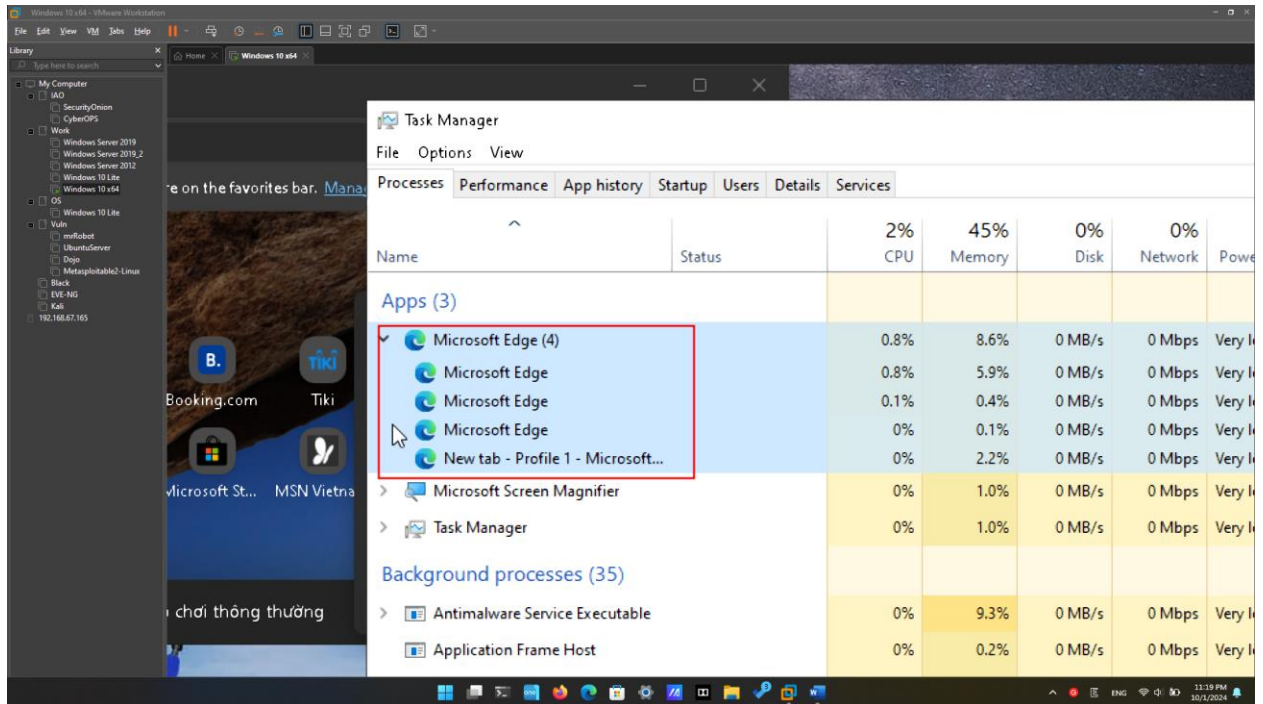 Windows 10 x64 - VMware Workstation
File Edit View VM Tabs Help
Library
Type here to search
Home
Windows 10 x64
My Computer
IAO
SecurityOnion
CyberOPS
Work
Windows Server 2019
Windows Server 2019_2
Windows Server 2012
Windows 10 Lite
Windows 10 x64
OS
Windows 10 Lite
Vuln
mrRobot
UbuntuServer
Dojo
Metasploitable2-Linux
Black
EVE-NG
Kali
192.168.67.165
re on the favorites bar. Mana
B.
TIKI
Booking.com Tiki
Microsoft St... MSN Vietna
chơi thông thường
Task Manager
File Options View
Processes Performance App history Startup Users Details Services
2% 45% 0% 0%
Name Status CPU Memory Disk Network Powe
Apps (3)
Microsoft Edge (4) 0.8% 8.6% 0 MB/s 0 Mbps Very l
Microsoft Edge 0.8% 5.9% 0 MB/s 0 Mbps Very l
Microsoft Edge 0.1% 0.4% 0 MB/s 0 Mbps Very l
Microsoft Edge 0% 0.1% 0 MB/s 0 Mbps Very l
New tab - Profile 1 - Microsoft... 0% 2.2% 0 MB/s 0 Mbps Very l
Microsoft Screen Magnifier 0% 1.0% 0 MB/s 0 Mbps Very l
Task Manager 0% 1.0% 0 MB/s 0 Mbps Very l
Background processes (35)
Antimalware Service Executable 0% 9.3% 0 MB/s 0 Mbps Very l
Application Frame Host 0% 0.2% 0 MB/s 0 Mbps Very l
ENG
11:19 PM
10/1/2024